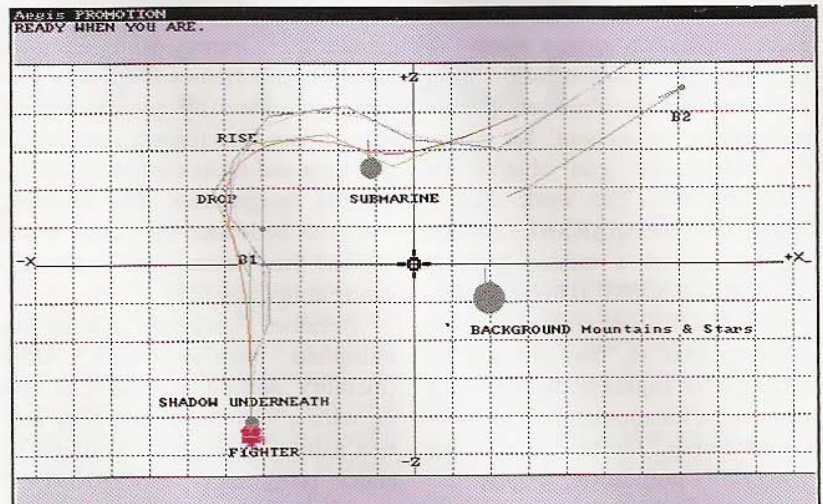 Aegis PROMOTION
READY WHEN YOU ARE.
+Z
B2
RISE
DROP
SUBMARINE
-X
B1
+X
BACKGROUND Mountains & Stars
SHADOW UNDERNEATH
FIGHTER
-Z